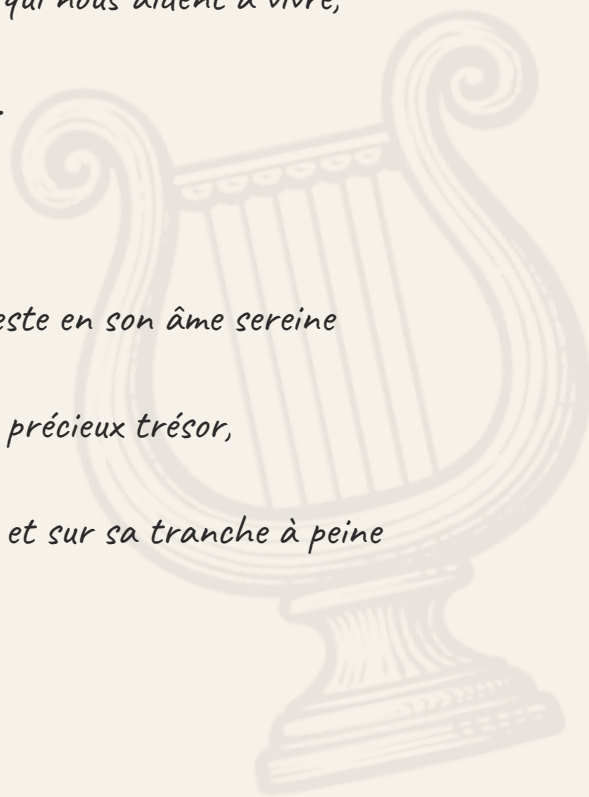 qui nous aident à vivre,
.
este en son âme sereine
précieux trésor,
et sur sa tranche à peine